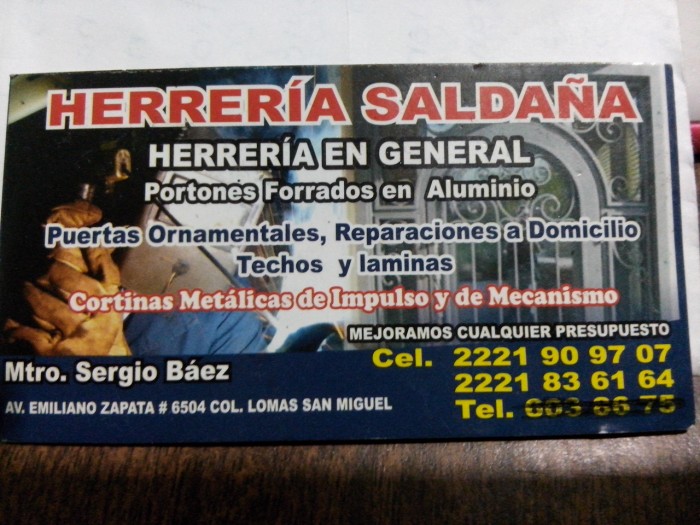 HERRERÍA SALDAÑA
HERRERÍA EN GENERAL
Portones Forrados en Aluminio
Puertas Ornamentales, Reparaciones a Domicilio
Techos y laminas
Cortinas Metálicas de Impulso y de Mecanismo
MEJORAMOS CUALQUIER PRESUPUESTO
Mtro. Sergio Báez
Cel. 2221 90 97 07
2221 83 61 64
AV. EMILIANO ZAPATA # 6504 COL. LOMAS SAN MIGUEL
Tel.